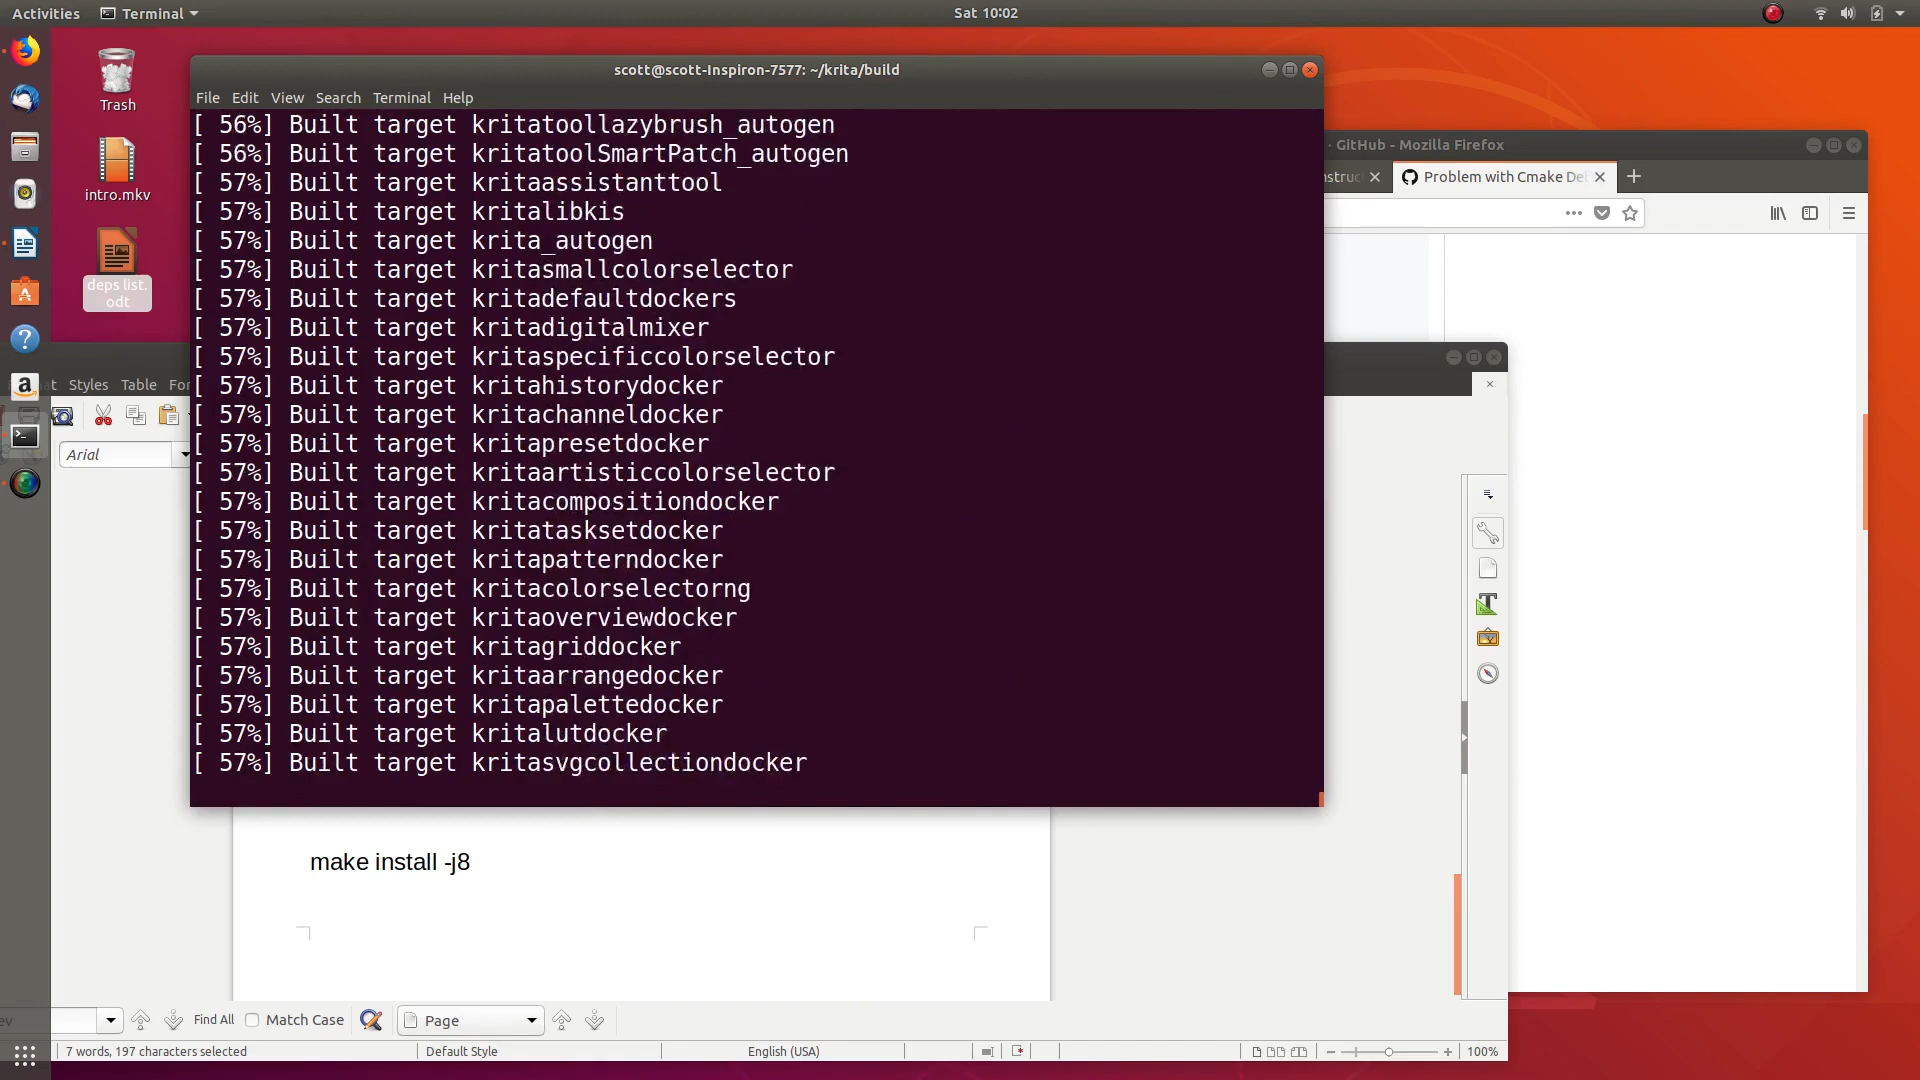 Activities
Terminal
Sat 10:02
Trash
intro.mkv
deps list.
odt
scott@scott-Inspiron-7577: ~/krita/build
File Edit View Search Terminal Help
[ 56%] Built target kritatoollazybrush_autogen
[ 56%] Built target kritatoolSmartPatch_autogen
[ 57%] Built target kritaassistanttool
[ 57%] Built target kritalibkis
[ 57%] Built target krita_autogen
[ 57%] Built target kritasmallcolorselector
[ 57%] Built target kritadefaultdockers
[ 57%] Built target kritadigitalmixer
[ 57%] Built target kritaspecificcolorselector
[ 57%] Built target kritahistorydocker
[ 57%] Built target kritachanneldocker
[ 57%] Built target kritapresetdocker
[ 57%] Built target kritaartisticcolorselector
[ 57%] Built target kritacompositiondocker
[ 57%] Built target kritatasksetdocker
[ 57%] Built target kritapatterndocker
[ 57%] Built target kritacolorselectorng
[ 57%] Built target kritaoverviewdocker
[ 57%] Built target kritagriddocker
[ 57%] Built target kritaarrangedocker
[ 57%] Built target kritapalettedocker
[ 57%] Built target kritalutdocker
[ 57%] Built target kritasvgcollectiondocker
· GitHub - Mozilla Firefox
nstruc
Problem with Cmake De
at Styles Table For
Arial
make install -j8
ev
Find All
Match Case
Page
7 words, 197 characters selected
Default Style
English (USA)
100%